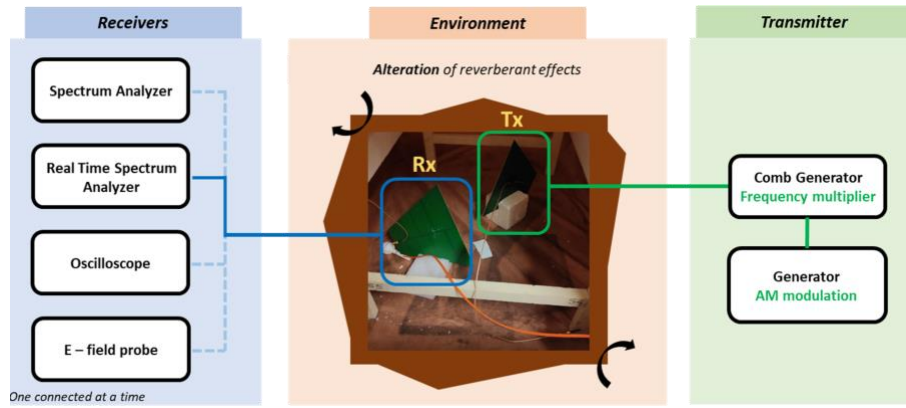 Receivers
Spectrum Analyzer
Real Time Spectrum
Analyzer
Oscilloscope
E – field probe
One connected at a time
Environment
Alteration of reverberant effects
Tx
Rx
Transmitter
Comb Generator
Frequency multiplier
Generator
AM modulation